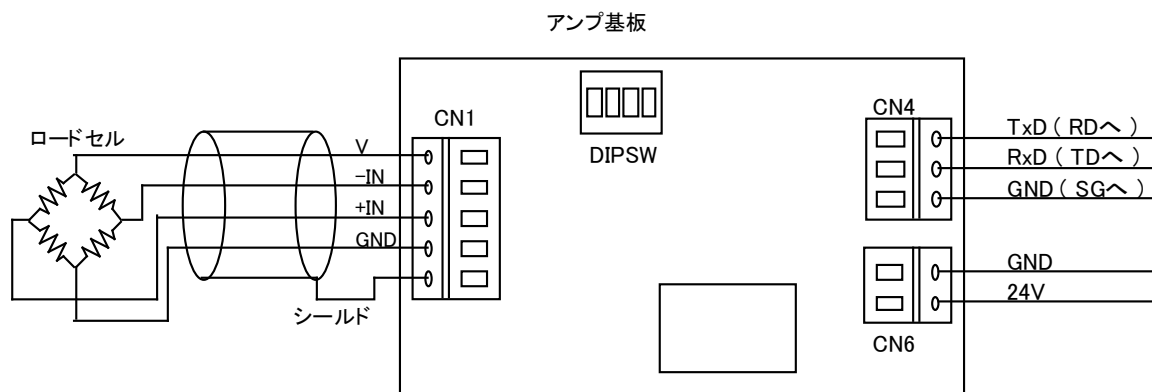 アンプ基板
ロードセル
CN1
V
-IN
+IN
GND
シールド
DIPSW
CN4
TxD ( RDへ )
RxD ( TDへ )
GND ( SGへ )
GND
24V
CN6